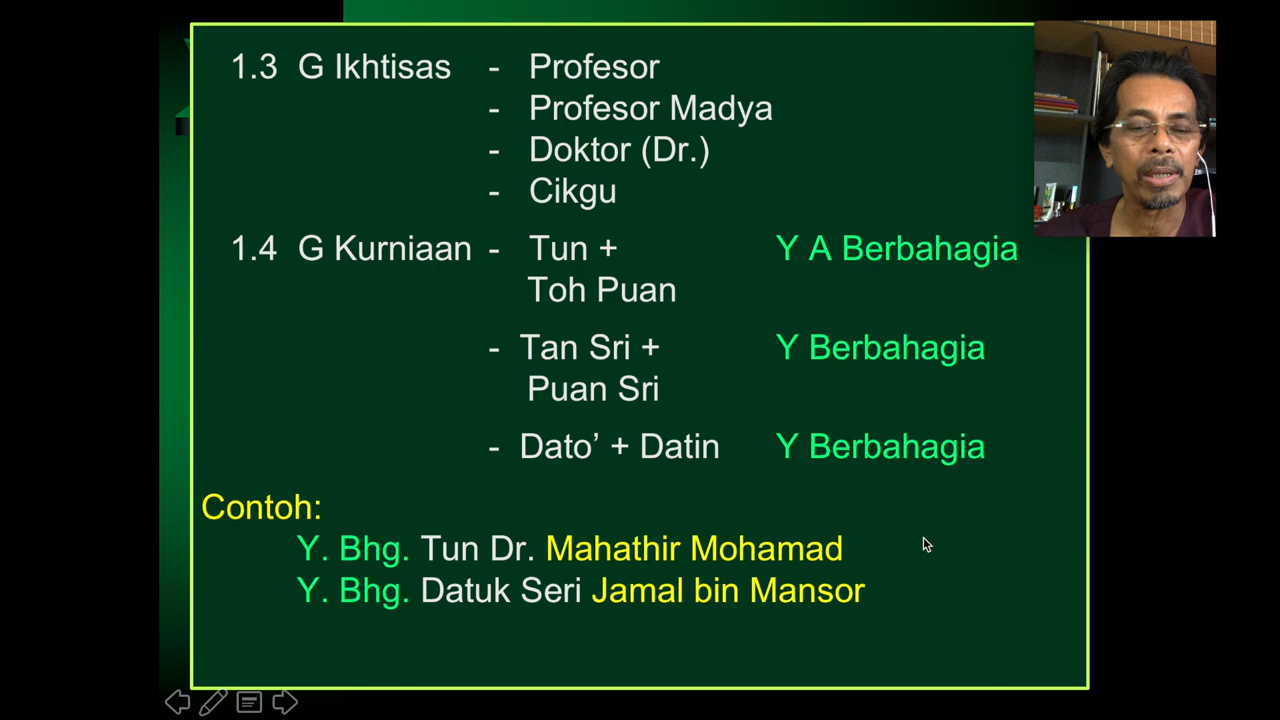 1.3 G Ikhtisas - Profesor
- Profesor Madya
- Doktor (Dr.)
- Cikgu
1.4 G Kurniaan - Tun + Y A Berbahagia
Toh Puan
- Tan Sri + Y Berbahagia
Puan Sri
- Dato’ + Datin Y Berbahagia
Contoh:
Y. Bhg. Tun Dr. Mahathir Mohamad
Y. Bhg. Datuk Seri Jamal bin Mansor